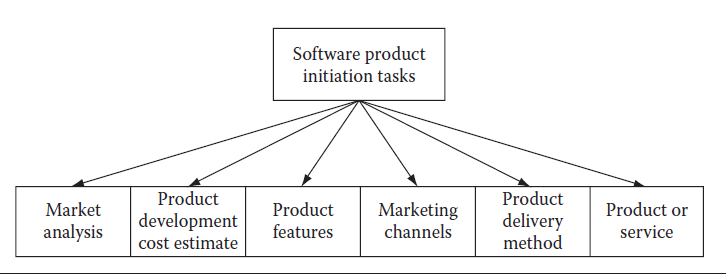 Software product
initiation tasks
Market
analysis
Product
development
cost estimate
Product
features
Marketing
channels
Product
delivery
method
Product or
service